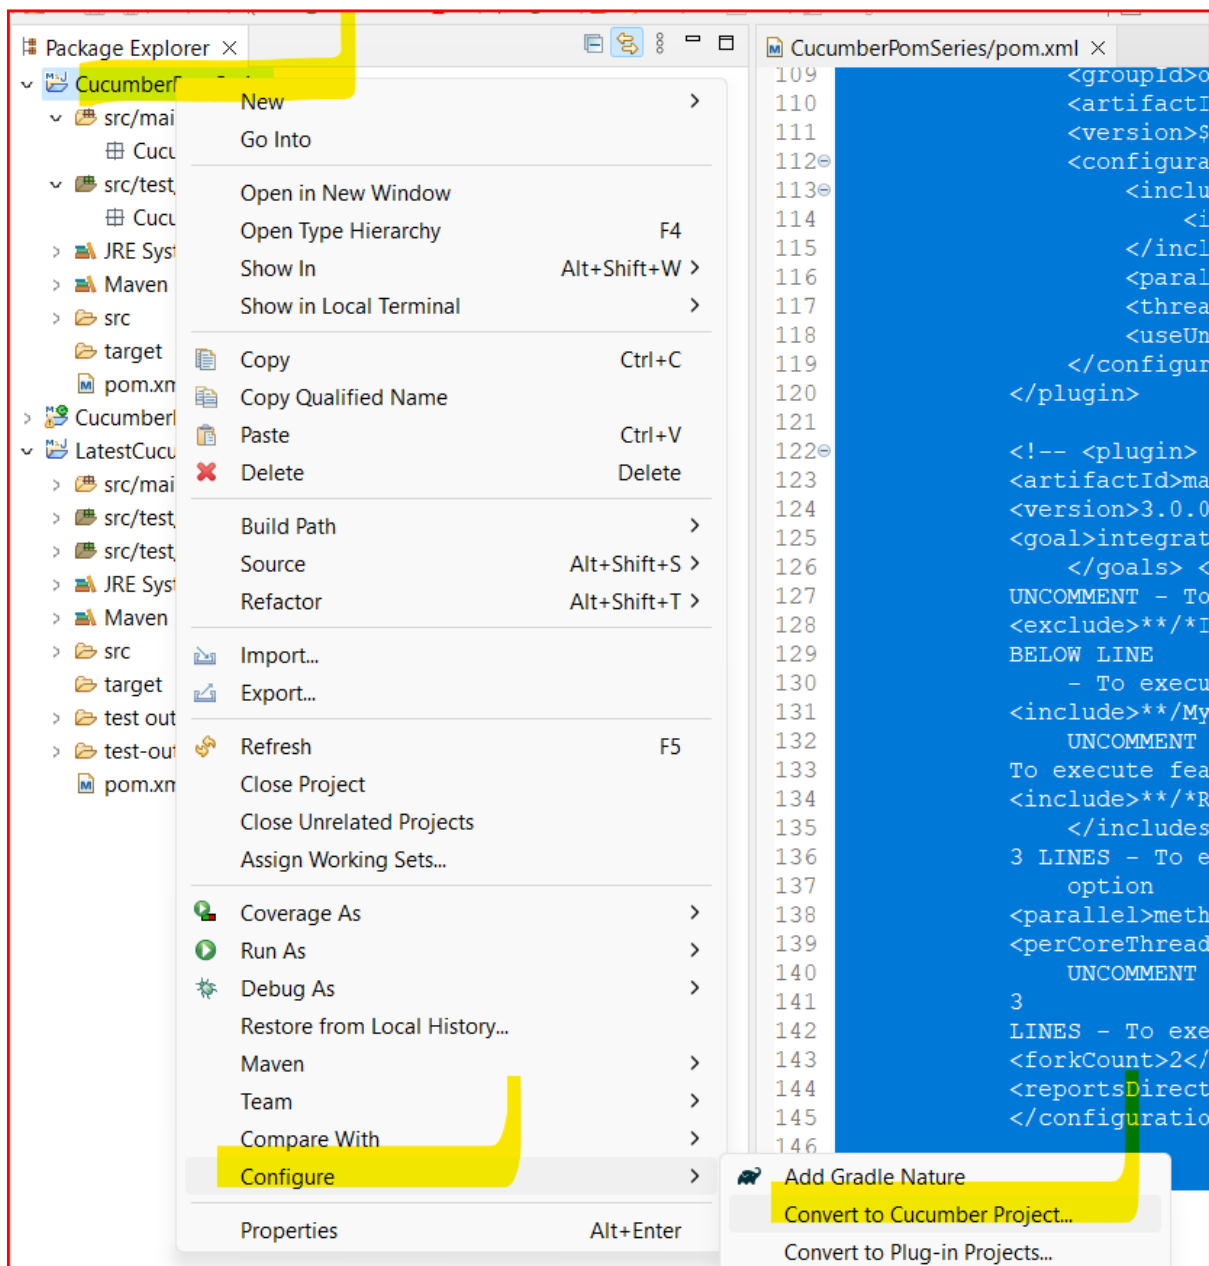 Package Explorer
CucumberPomSeries/pom.xml
Cucumber
New
src/mai
Go Into
Cucu
src/test
Open in New Window
Cucu
Open Type Hierarchy F4
JRE Syst
Show In Alt+Shift+W
Maven
Show in Local Terminal
src
target
Copy Ctrl+C
pom.xm
Copy Qualified Name
Cucumber
Paste Ctrl+V
LatestCucu
Delete Delete
src/mai
src/test
Build Path
src/test
Source Alt+Shift+S
JRE Syst
Refactor Alt+Shift+T
Maven
src
Import...
target
Export...
test out
test-out
Refresh F5
pom.xm
Close Project
Close Unrelated Projects
Assign Working Sets...
Coverage As
Run As
Debug As
Restore from Local History...
Maven
Team
Compare With
Configure
Properties Alt+Enter
Add Gradle Nature
Convert to Cucumber Project...
Convert to Plug-in Projects...
109 <groupId>o
110 <artifactI
111 <version>$
112 <configura
113 <inclu
114 <i
115 </incl
116 <paral
117 <threa
118 <useUn
119 </configur
120 </plugin>
121
122 <!-- <plugin>
123 <artifactId>ma
124 <version>3.0.0
125 <goal>integrat
126 </goals> <
127 UNCOMMENT - To
128 <exclude>**/*I
129 BELOW LINE
130 - To execu
131 <include>**/My
132 UNCOMMENT
133 To execute fea
134 <include>**/*R
135 </includes
136 3 LINES - To e
137 option
138 <parallel>meth
139 <perCoreThread
140 UNCOMMENT
141 3
142 LINES - To exe
143 <forkCount>2</
144 <reportsDirect
145 </configuratio
146